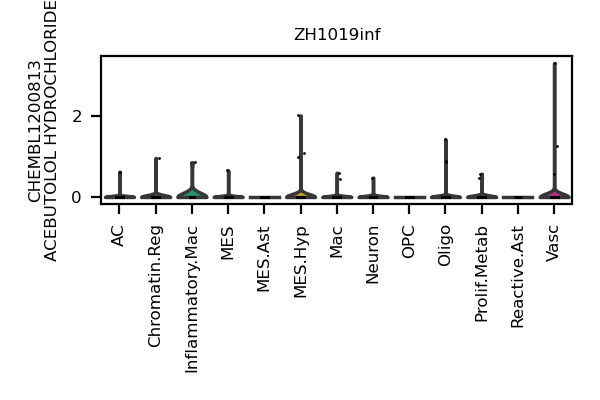 ZH1019inf
CHEMBL1200813
ACEBUTOLOL HYDROCHLORIDE
2
0
AC
Chromatin.Reg
Inflammatory.Mac
MES
MES.Ast
MES.Hyp
Mac
Neuron
OPC
Oligo
Prolif.Metab
Reactive.Ast
Vasc